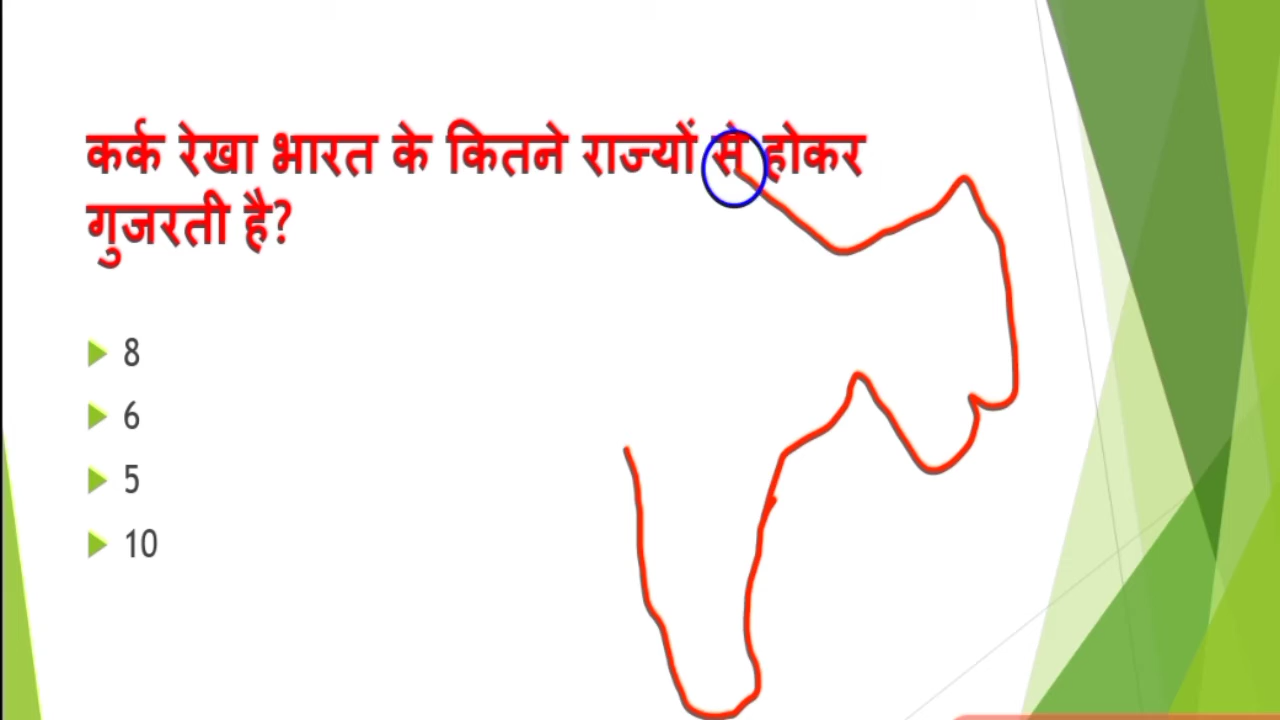 कर्क रेखा भारत के कितने राज्यों से होकर
गुजरती है?
8
6
5
10